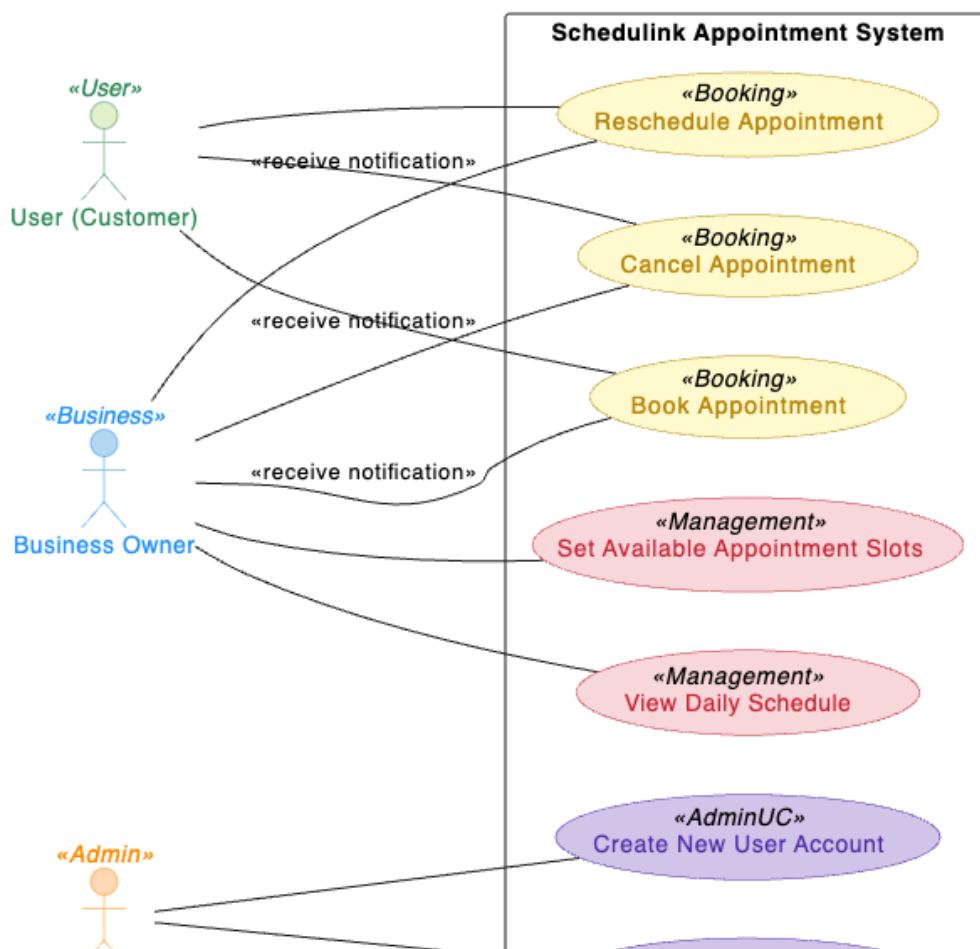 Schedulink Appointment System
«User»
User (Customer)
«Booking»
Reschedule Appointment
«receive notification»
«Booking»
Cancel Appointment
«receive notification»
«Booking»
Book Appointment
«Business»
Business Owner
«receive notification»
«Management»
Set Available Appointment Slots
«Management»
View Daily Schedule
«AdminUC»
Create New User Account
«Admin»